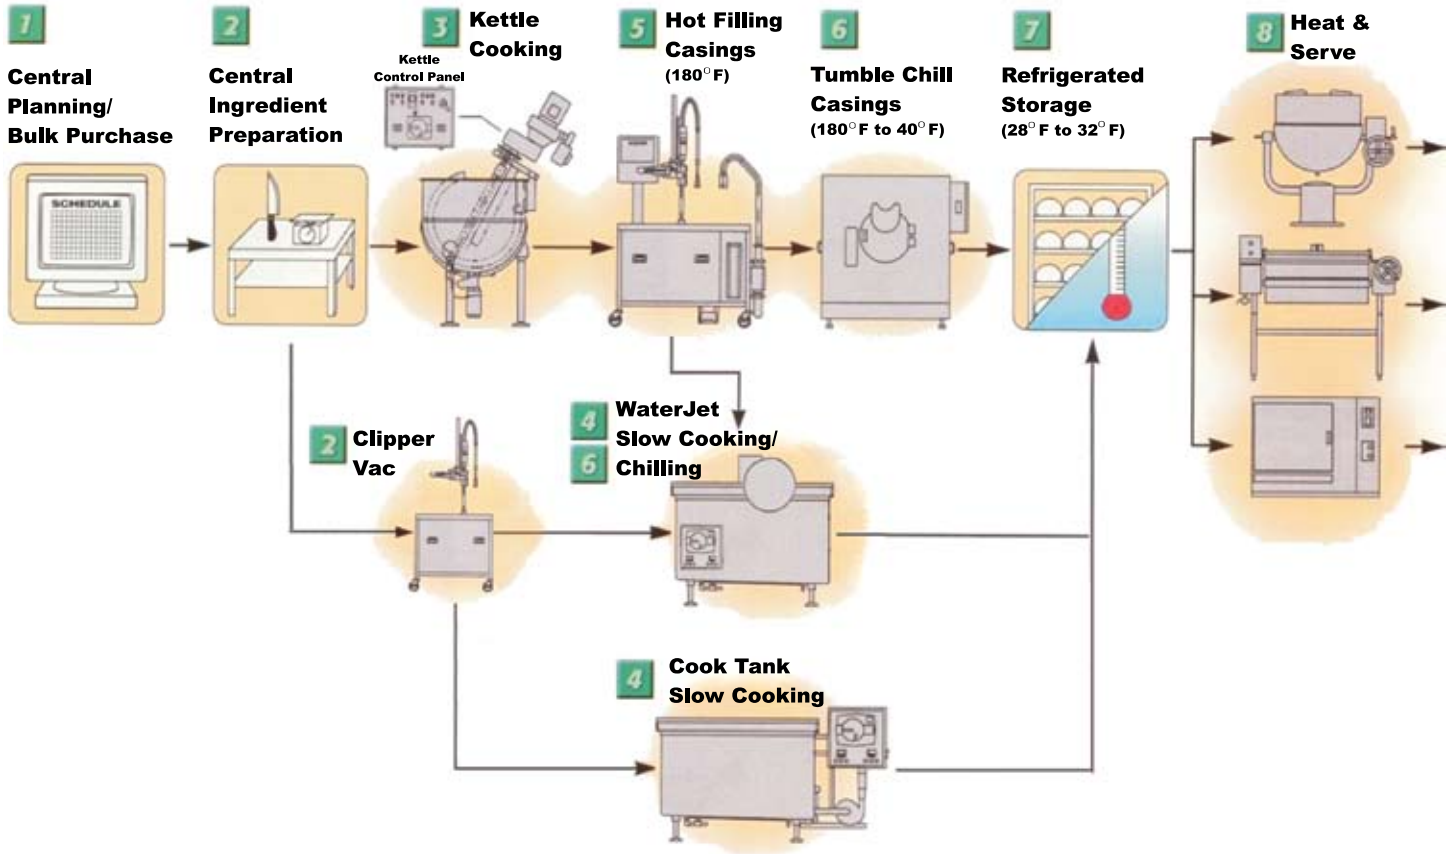 1
Central
Planning/
Bulk Purchase
SCHEDULE
2
Central
Ingredient
Preparation
3
Kettle
Cooking
Kettle
Control Panel
5
Hot Filling
Casings
(180°F)
6
Tumble Chill
Casings
(180°F to 40°F)
7
Refrigerated
Storage
(28°F to 32°F)
8
Heat &
Serve
2
Clipper
Vac
4
6
WaterJet
Slow Cooking/
Chilling
4
Cook Tank
Slow Cooking